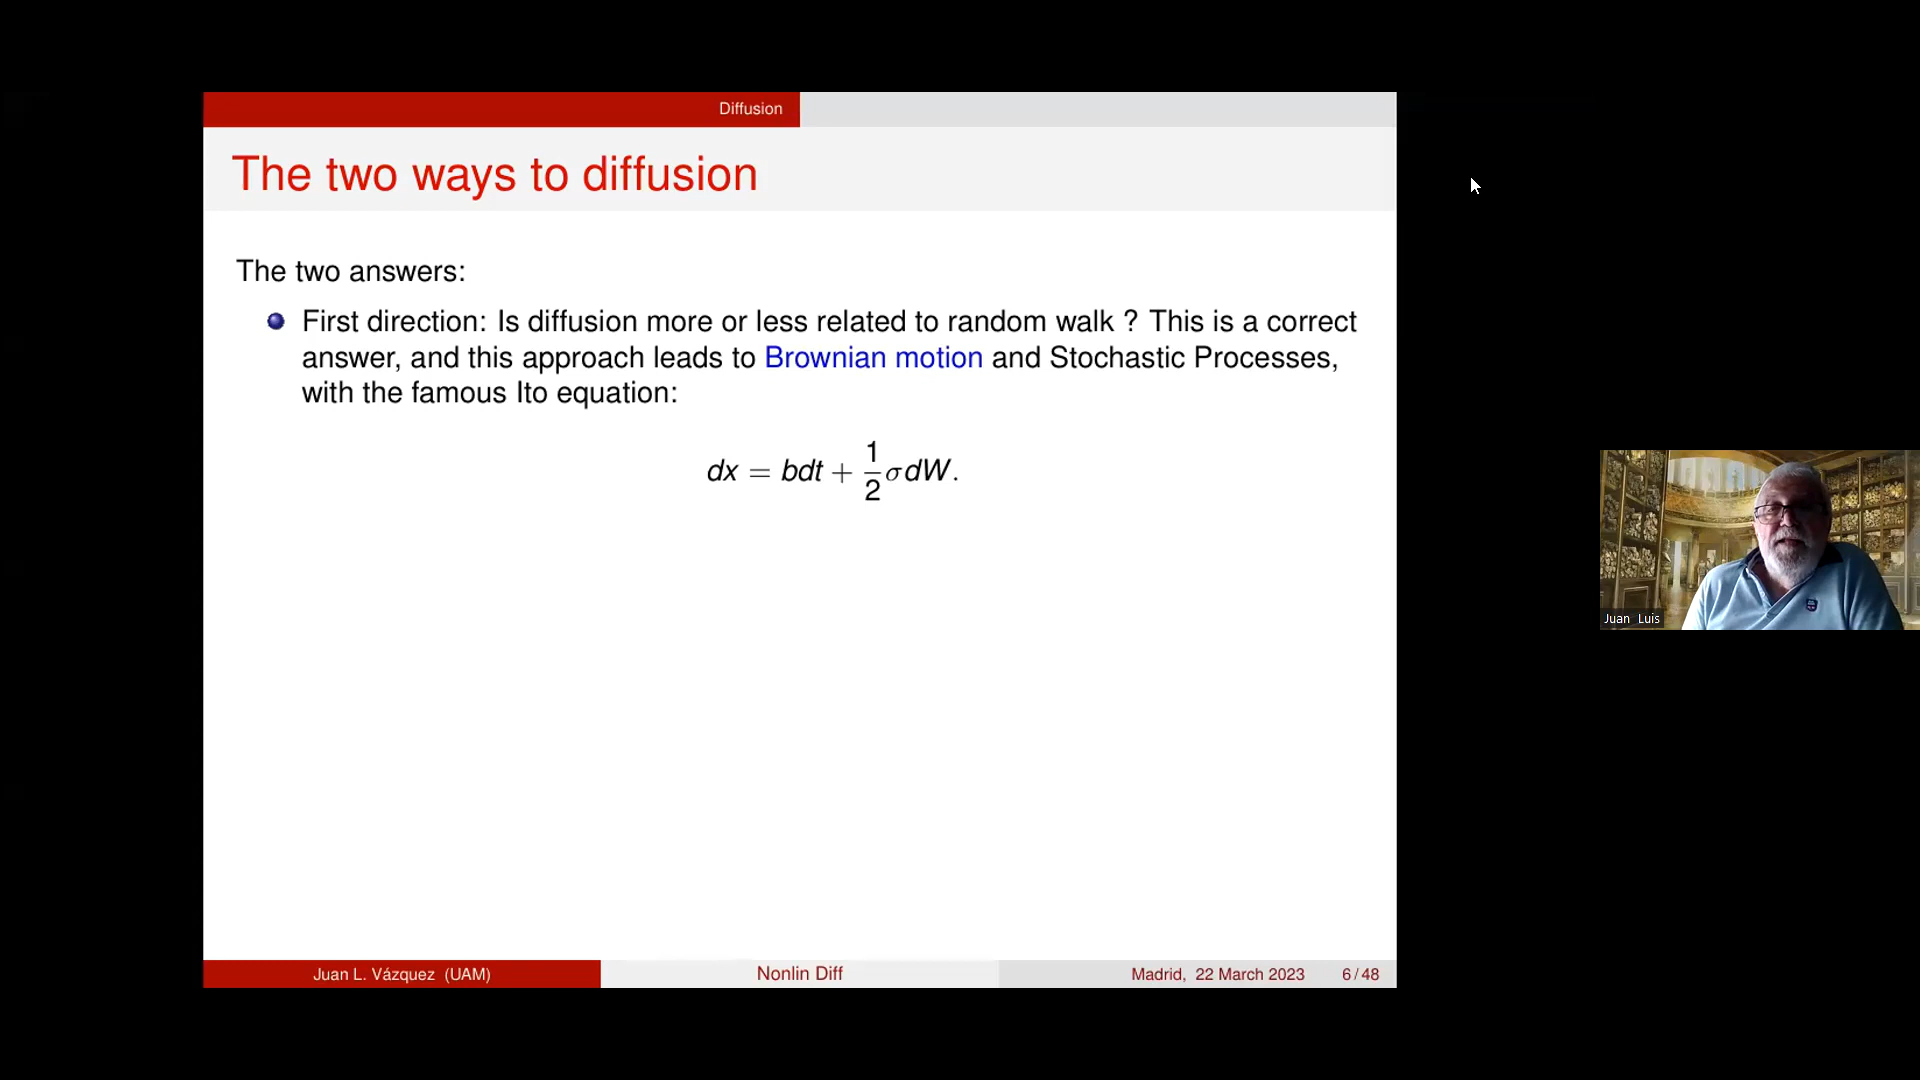 Diffusion
The two ways to diffusion
The two answers:
First direction: Is diffusion more or less related to random walk ? This is a correct
answer, and this approach leads to Brownian motion and Stochastic Processes,
with the famous Ito equation:
dx = bdt + \frac{1}{2}σdW.
Juan Luis
Juan L. Vázquez (UAM)
Nonlin Diff
Madrid, 22 March 2023
6 / 48